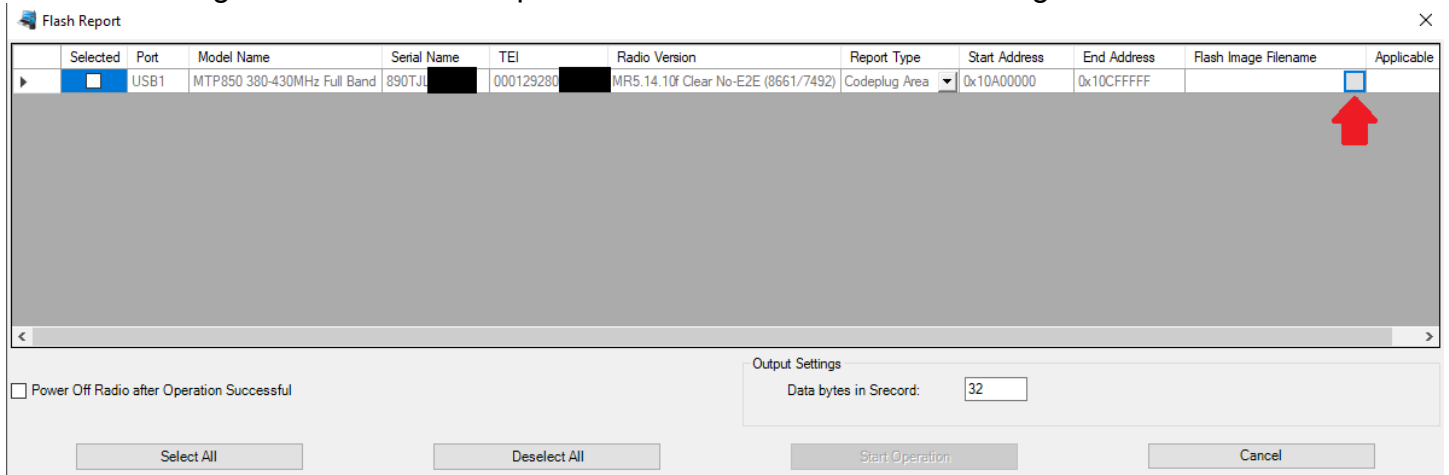 Flash Report
Selected Port Model Name Serial Name TEI Radio Version Report Type Start Address End Address Flash Image Filename Applicable
USB1 MTP850 380-430MHz Full Band 890TJL 000129280 MR5.14.10f Clear No-E2E (8661/7492) Codeplug Area 0x10A00000 0x10CFFFFF
Output Settings
Power Off Radio after Operation Successful Data bytes in Srecord: 32
Select All Deselect All Start Operation Cancel